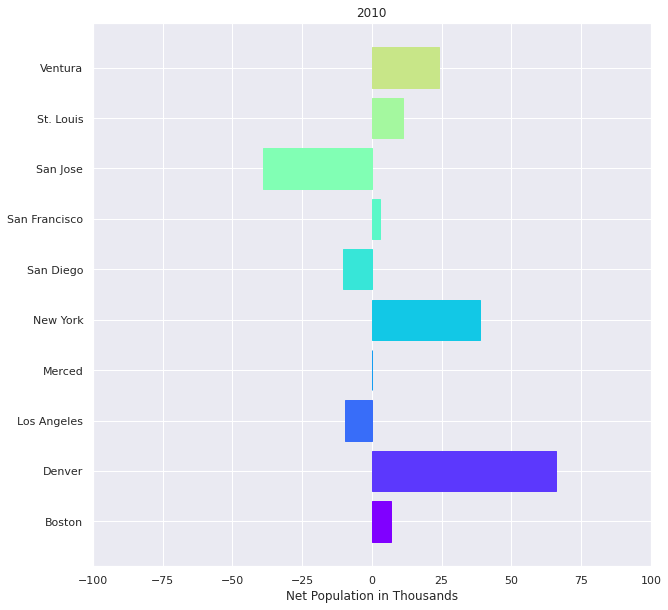 2010
Ventura
St. Louis
San Jose
San Francisco
San Diego
New York
Merced
Los Angeles
Denver
Boston
−100 −75 −50 −25 0 25 50 75 100
Net Population in Thousands